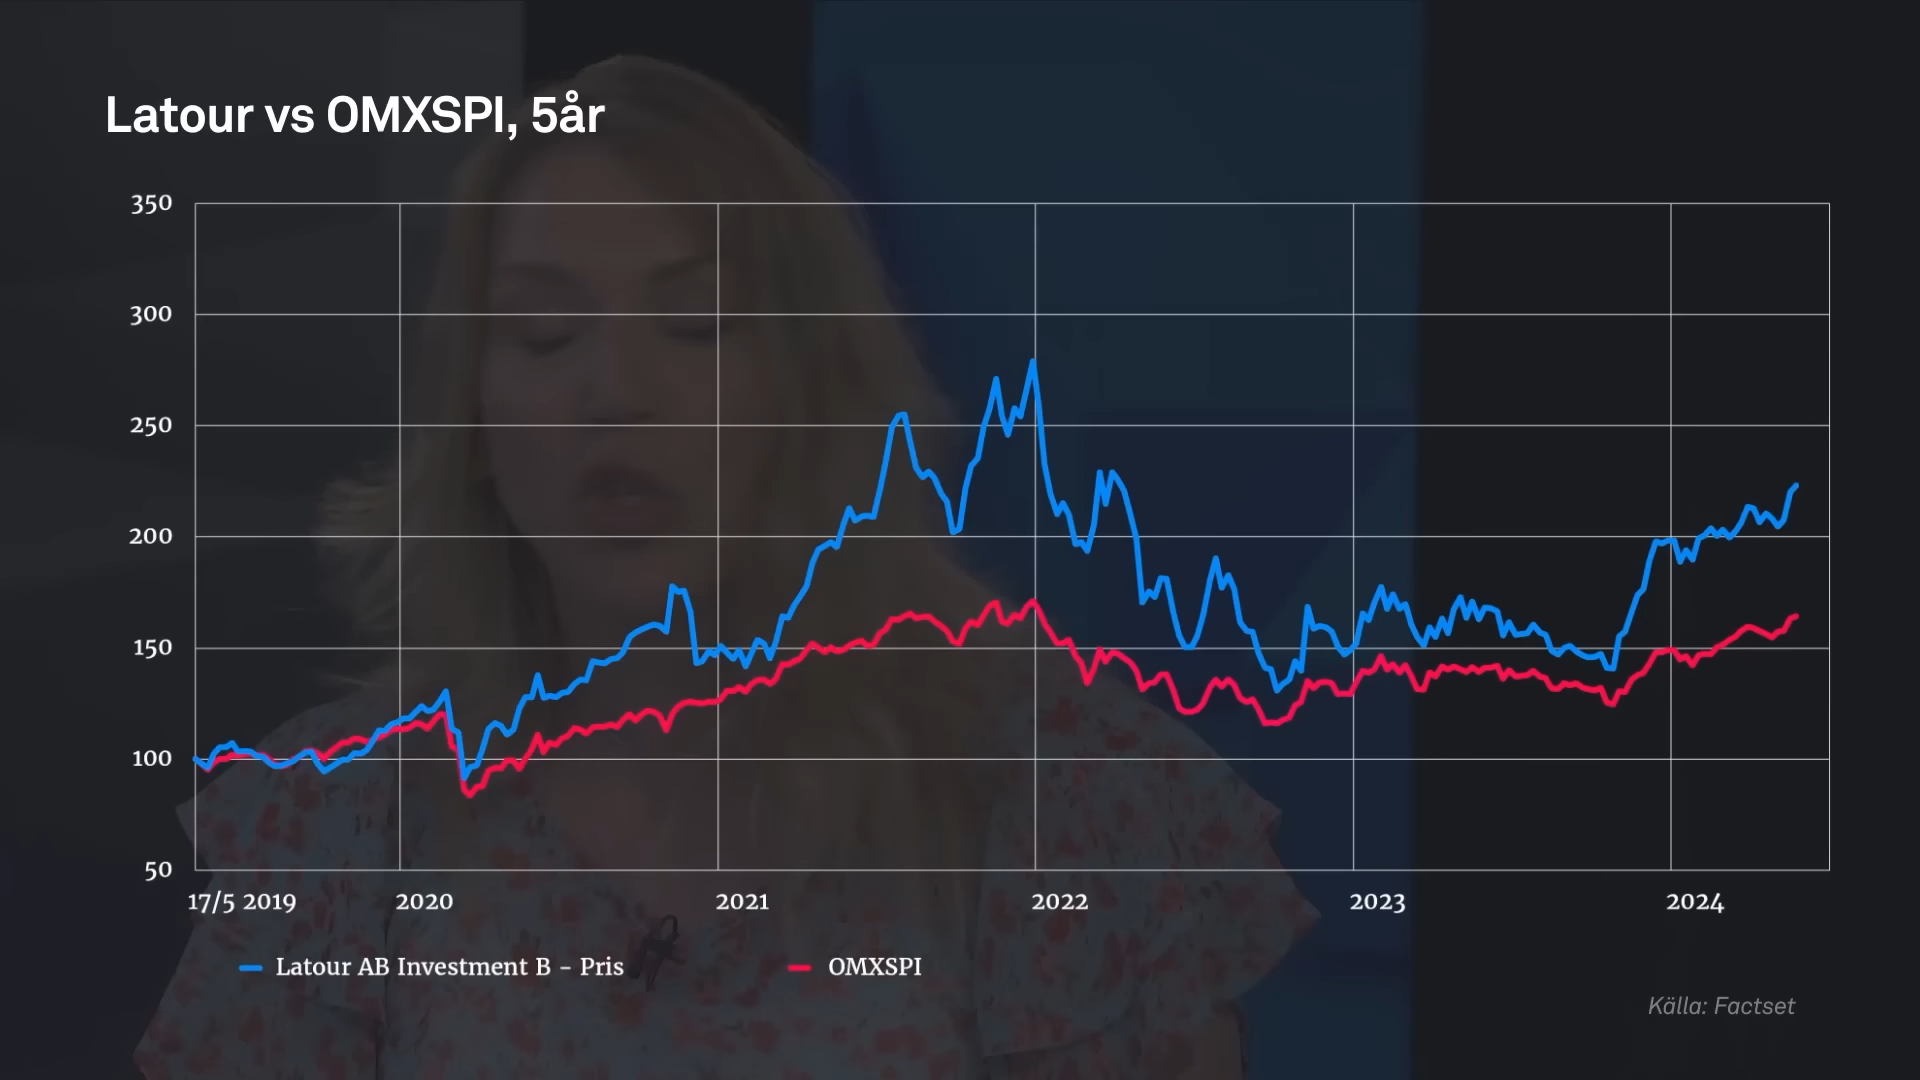 Latour vs OMXSPI, 5år
350
300
250
200
150
100
50
17/5 2019 2020 2021 2022 2023 2024
Latour AB Investment B - Pris OMXSPI
Källa: Factset